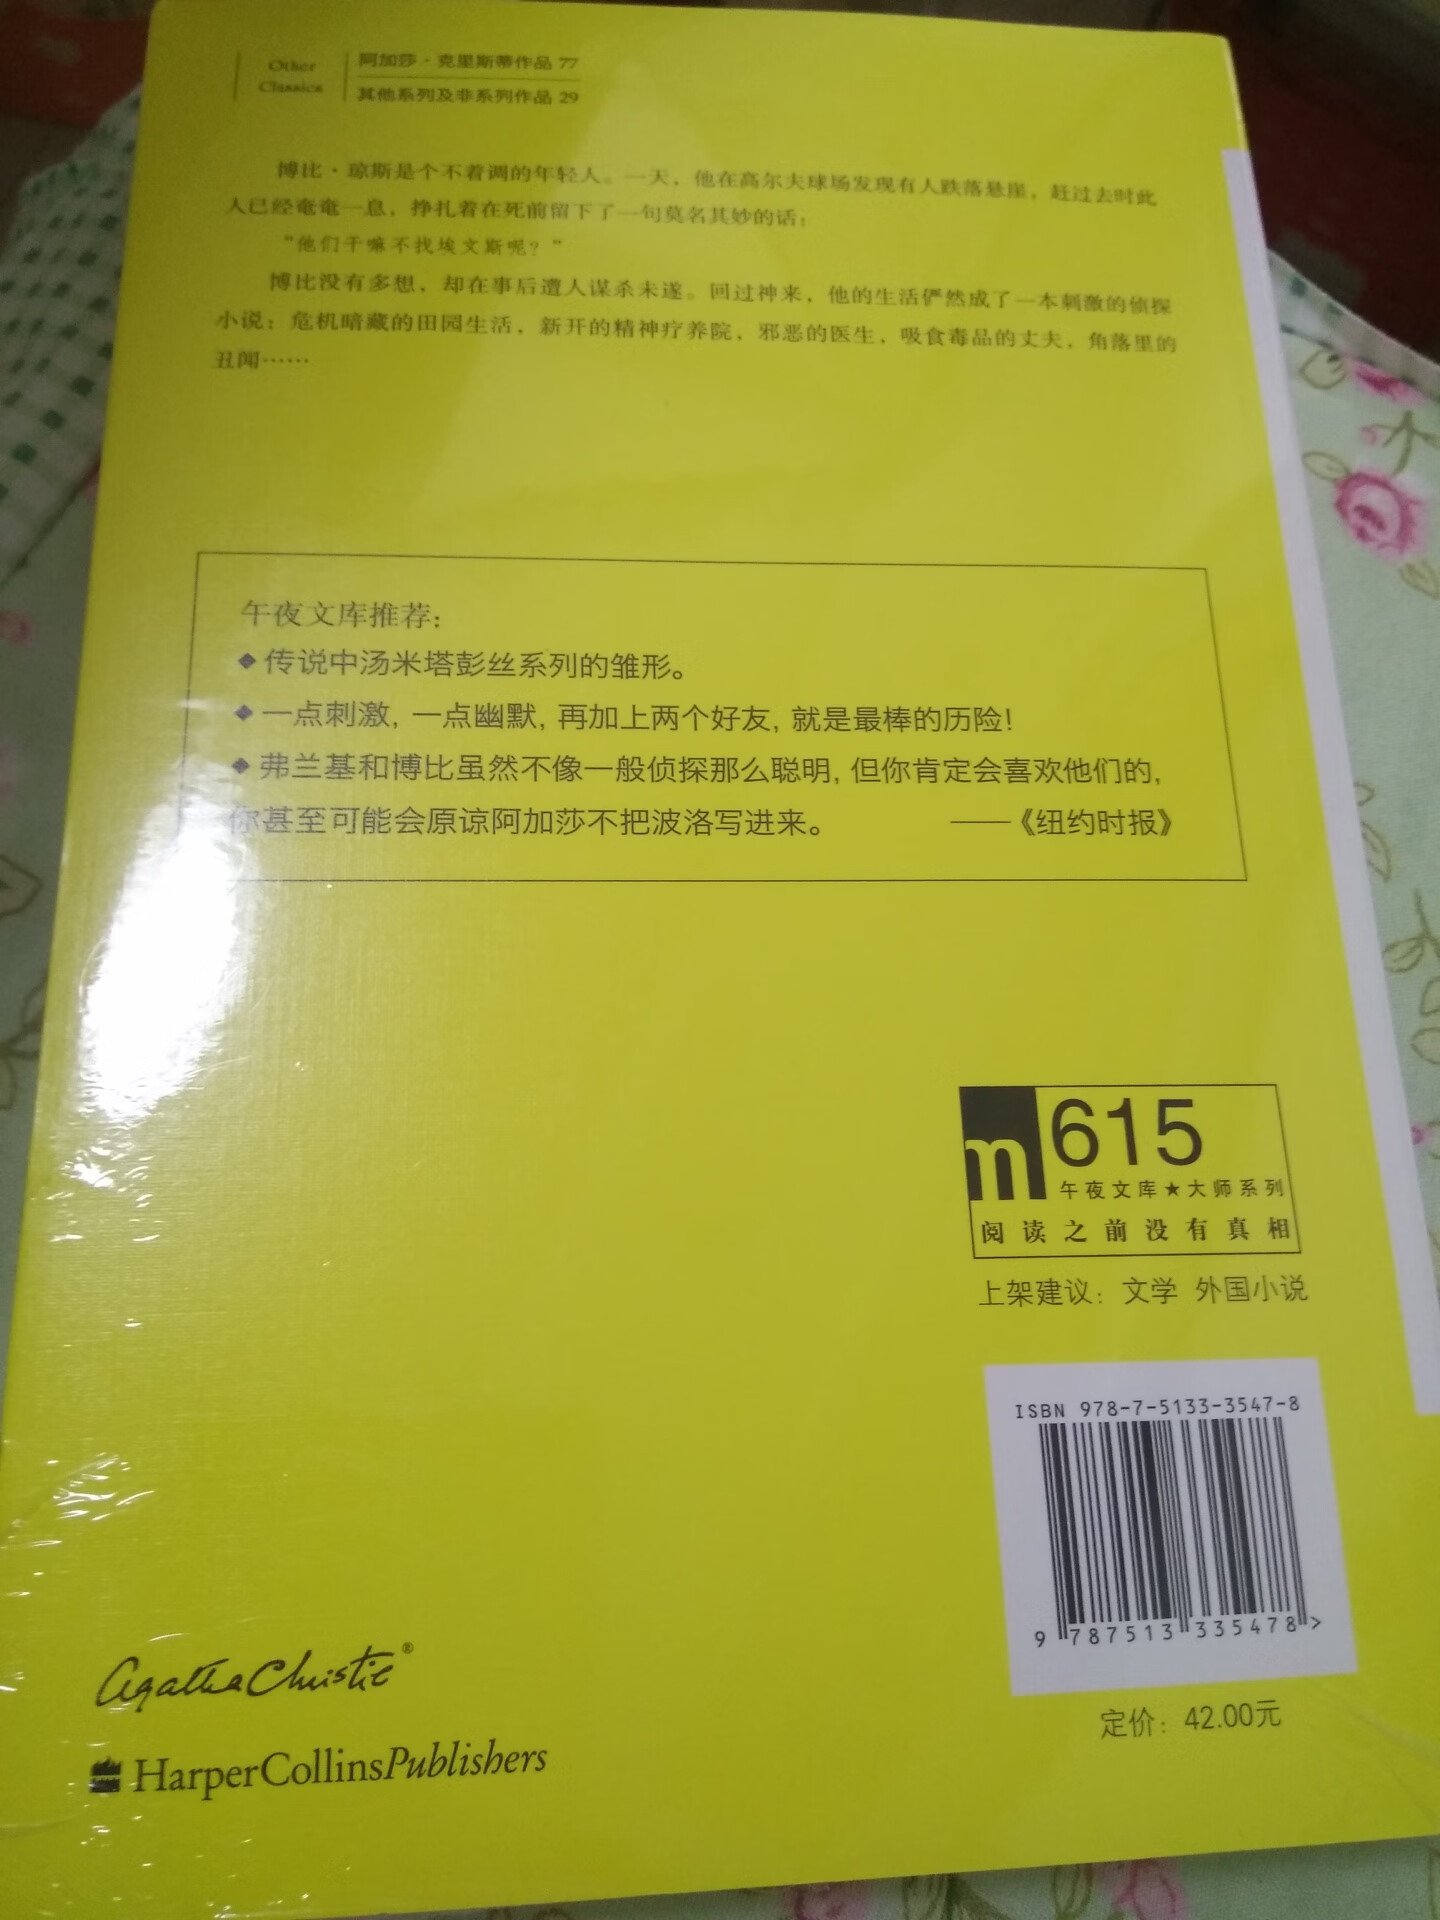 Other
Classics
阿加莎·克里斯蒂作品 77
其他系列及非系列作品 29
博比·琼斯是个不着调的年轻人。一天，他在高尔夫球场发现有人跌落悬崖，赶过去时此
人已经奄奄一息，挣扎着在死前留下了一句莫名其妙的话：
“他们干嘛不找埃文斯呢？”
博比没有多想，却在事后遭人谋杀未遂。回过神来，他的生活俨然成了一本刺激的侦探
小说：危机暗藏的田园生活，新开的精神疗养院，邪恶的医生，吸食毒品的丈夫，角落里的
丑闻……
午夜文库推荐：
◆传说中汤米塔彭丝系列的雏形。
◆一点刺激，一点幽默，再加上两个好友，就是最棒的历险！
◆弗兰基和博比虽然不像一般侦探那么聪明，但你肯定会喜欢他们的，
你甚至可能会原谅阿加莎不把波洛写进来。 ——《纽约时报》
m 615
午夜文库★大师系列
阅读之前没有真相
上架建议：文学 外国小说
ISBN 978-7-5133-3547-8
9 787513 335478 >
定价：42.00元
Agatha Christie®
HarperCollinsPublishers